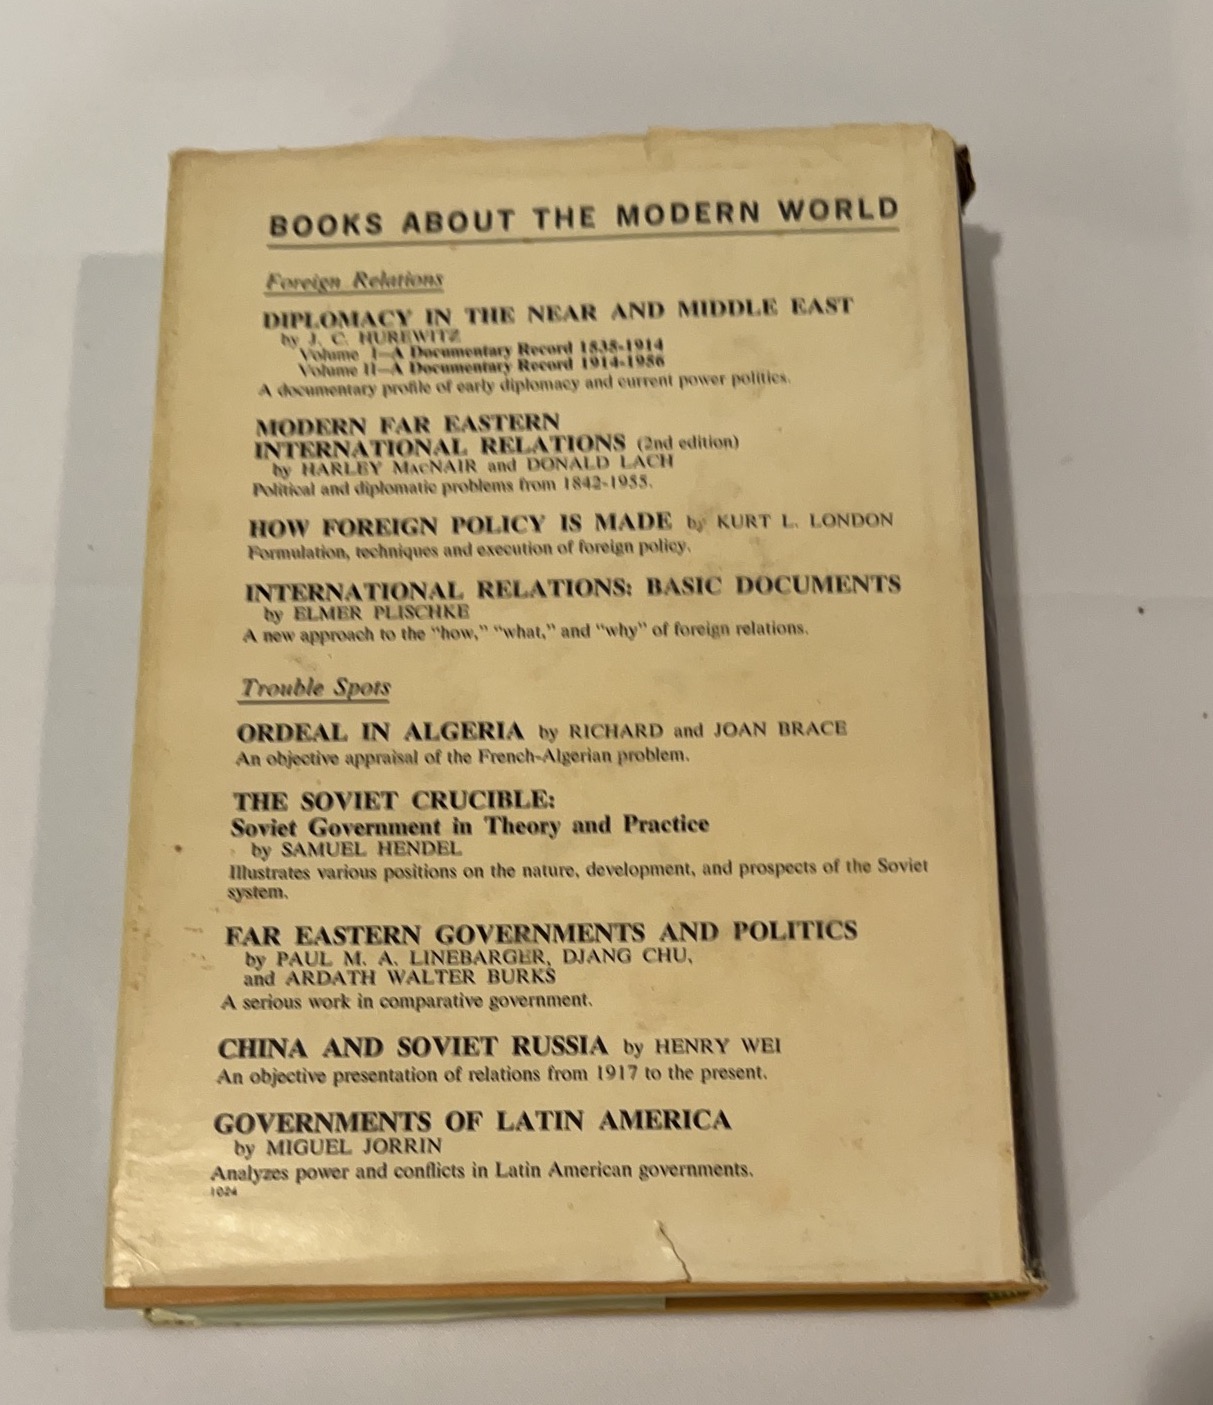 BOOKS ABOUT THE MODERN WORLD
Foreign Relations
DIPLOMACY IN THE NEAR AND MIDDLE EAST
by J. C. HUREWITZ
Volume I—A Documentary Record 1535-1914
Volume II—A Documentary Record 1914-1956
A documentary profile of early diplomacy and current power politics.
MODERN FAR EASTERN
INTERNATIONAL RELATIONS (2nd edition)
by HARLEY MacNAIR and DONALD LACH
Political and diplomatic problems from 1842-1955.
HOW FOREIGN POLICY IS MADE by KURT L. LONDON
Formulation, techniques and execution of foreign policy.
INTERNATIONAL RELATIONS: BASIC DOCUMENTS
by ELMER PLISCHKE
A new approach to the “how,” “what,” and “why” of foreign relations.
Trouble Spots
ORDEAL IN ALGERIA by RICHARD and JOAN BRACE
An objective appraisal of the French-Algerian problem.
THE SOVIET CRUCIBLE:
Soviet Government in Theory and Practice
by SAMUEL HENDEL
Illustrates various positions on the nature, development, and prospects of the Soviet
system.
FAR EASTERN GOVERNMENTS AND POLITICS
by PAUL M. A. LINEBARGER, DJANG CHU,
and ARDATH WALTER BURKS
A serious work in comparative government.
CHINA AND SOVIET RUSSIA by HENRY WEI
An objective presentation of relations from 1917 to the present.
GOVERNMENTS OF LATIN AMERICA
by MIGUEL JORRIN
Analyzes power and conflicts in Latin American governments.
1024